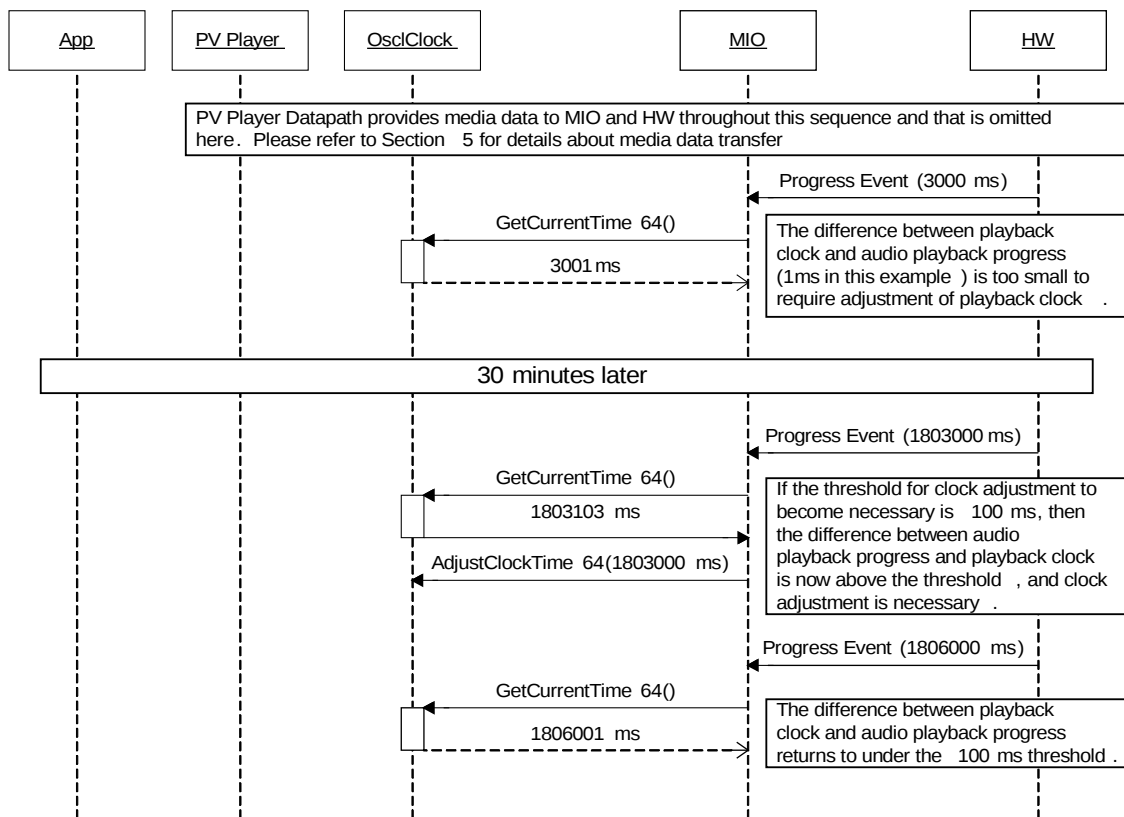 App
PV Player
OsclClock
MIO
HW
PV Player Datapath provides media data to MIO and HW throughout this sequence and that is omitted
here. Please refer to Section 5 for details about media data transfer
Progress Event (3000 ms)
GetCurrentTime 64()
3001 ms
The difference between playback
clock and audio playback progress
(1ms in this example ) is too small to
require adjustment of playback clock .
30 minutes later
Progress Event (1803000 ms)
GetCurrentTime 64()
1803103 ms
AdjustClockTime 64(1803000 ms)
If the threshold for clock adjustment to
become necessary is 100 ms, then
the difference between audio
playback progress and playback clock
is now above the threshold , and clock
adjustment is necessary .
Progress Event (1806000 ms)
GetCurrentTime 64()
1806001 ms
The difference between playback
clock and audio playback progress
returns to under the 100 ms threshold .